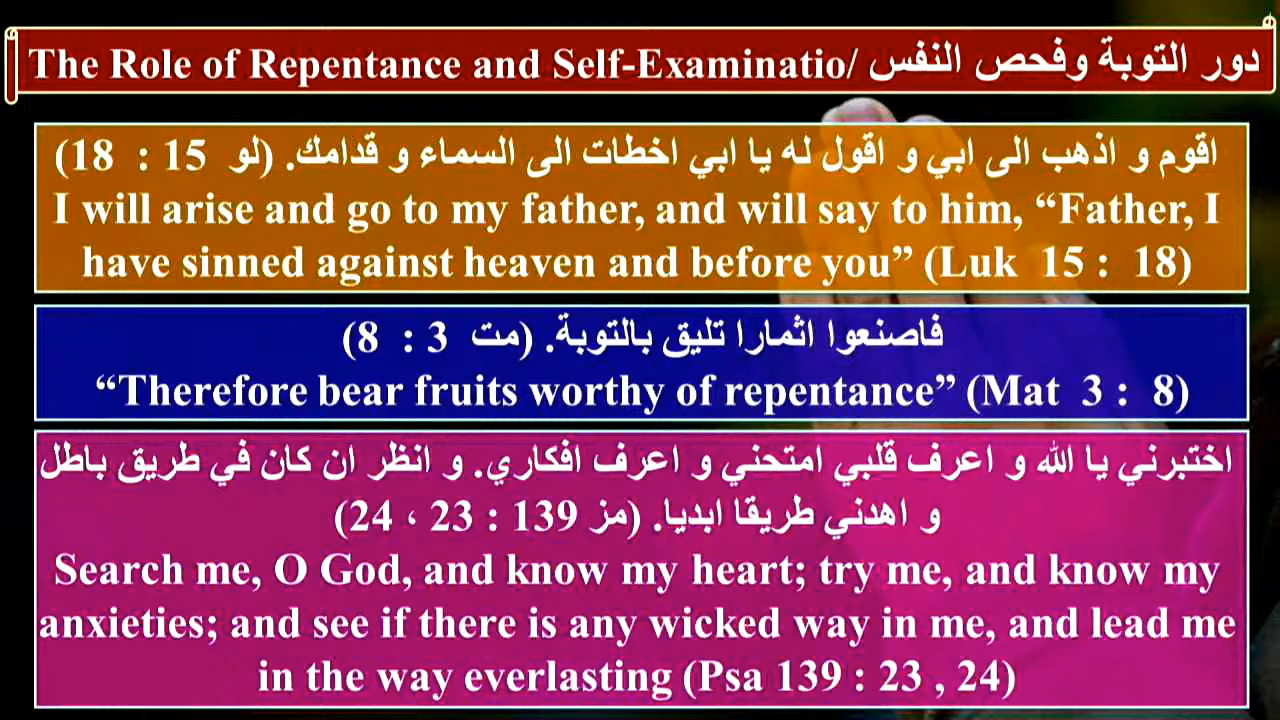 The Role of Repentance and Self-Examinatio/ دور التوبة وفحص النفس
اقوم و اذهب الى ابي و اقول له يا ابي اخطات الى السماء و قدامك. (لو 15 : 18)
I will arise and go to my father, and will say to him, “Father, I
have sinned against heaven and before you” (Luk 15 : 18)
فاصنعوا اثمارا تليق بالتوبة. (مت 3 : 8)
“Therefore bear fruits worthy of repentance” (Mat 3 : 8)
اختبرني يا الله و اعرف قلبي امتحني و اعرف افكاري. و انظر ان كان في طريق باطل
و اهدني طريقا ابديا. (مز 139 : 23 ، 24)
Search me, O God, and know my heart; try me, and know my
anxieties; and see if there is any wicked way in me, and lead me
in the way everlasting (Psa 139 : 23 , 24)